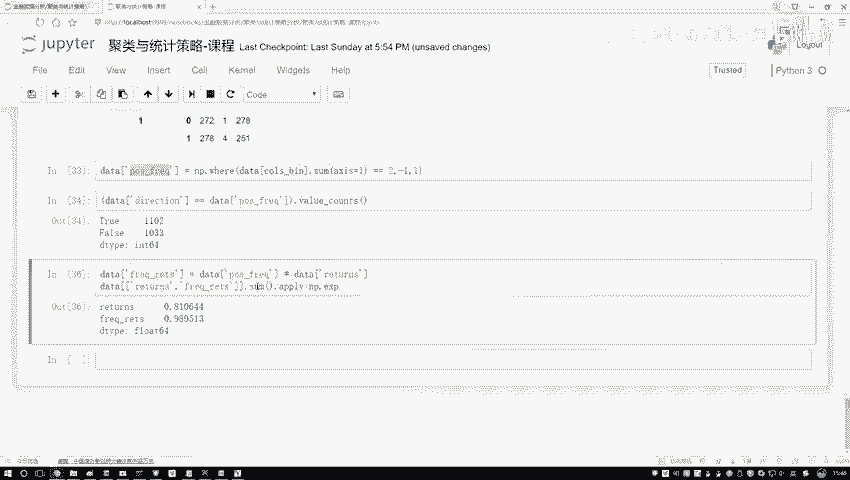 jupyter 聚类与统计策略-课程 Last Checkpoint: Last Sunday at 5:54 PM (unsaved changes)
Logout
File Edit View Insert Cell Kernel Widgets Help
Trusted
Python 3
Code
1 0 272 1 278
1 278 4 251
In [33]: data['pos_freq'] = np.where(data[cols_bin].sum(axis=1) == 2,-1,1)
In [34]: (data['direction'] == data['pos_freq']).value_counts()
Out[34]: True 1102
False 1033
dtype: int64
In [36]: data['freq_rets'] = data['pos_freq'] * data['returns']
data[['returns','freq_rets']].sum().apply(np.exp
Out[36]: returns 0.810644
freq_rets 0.989513
dtype: float64
In [ ]: